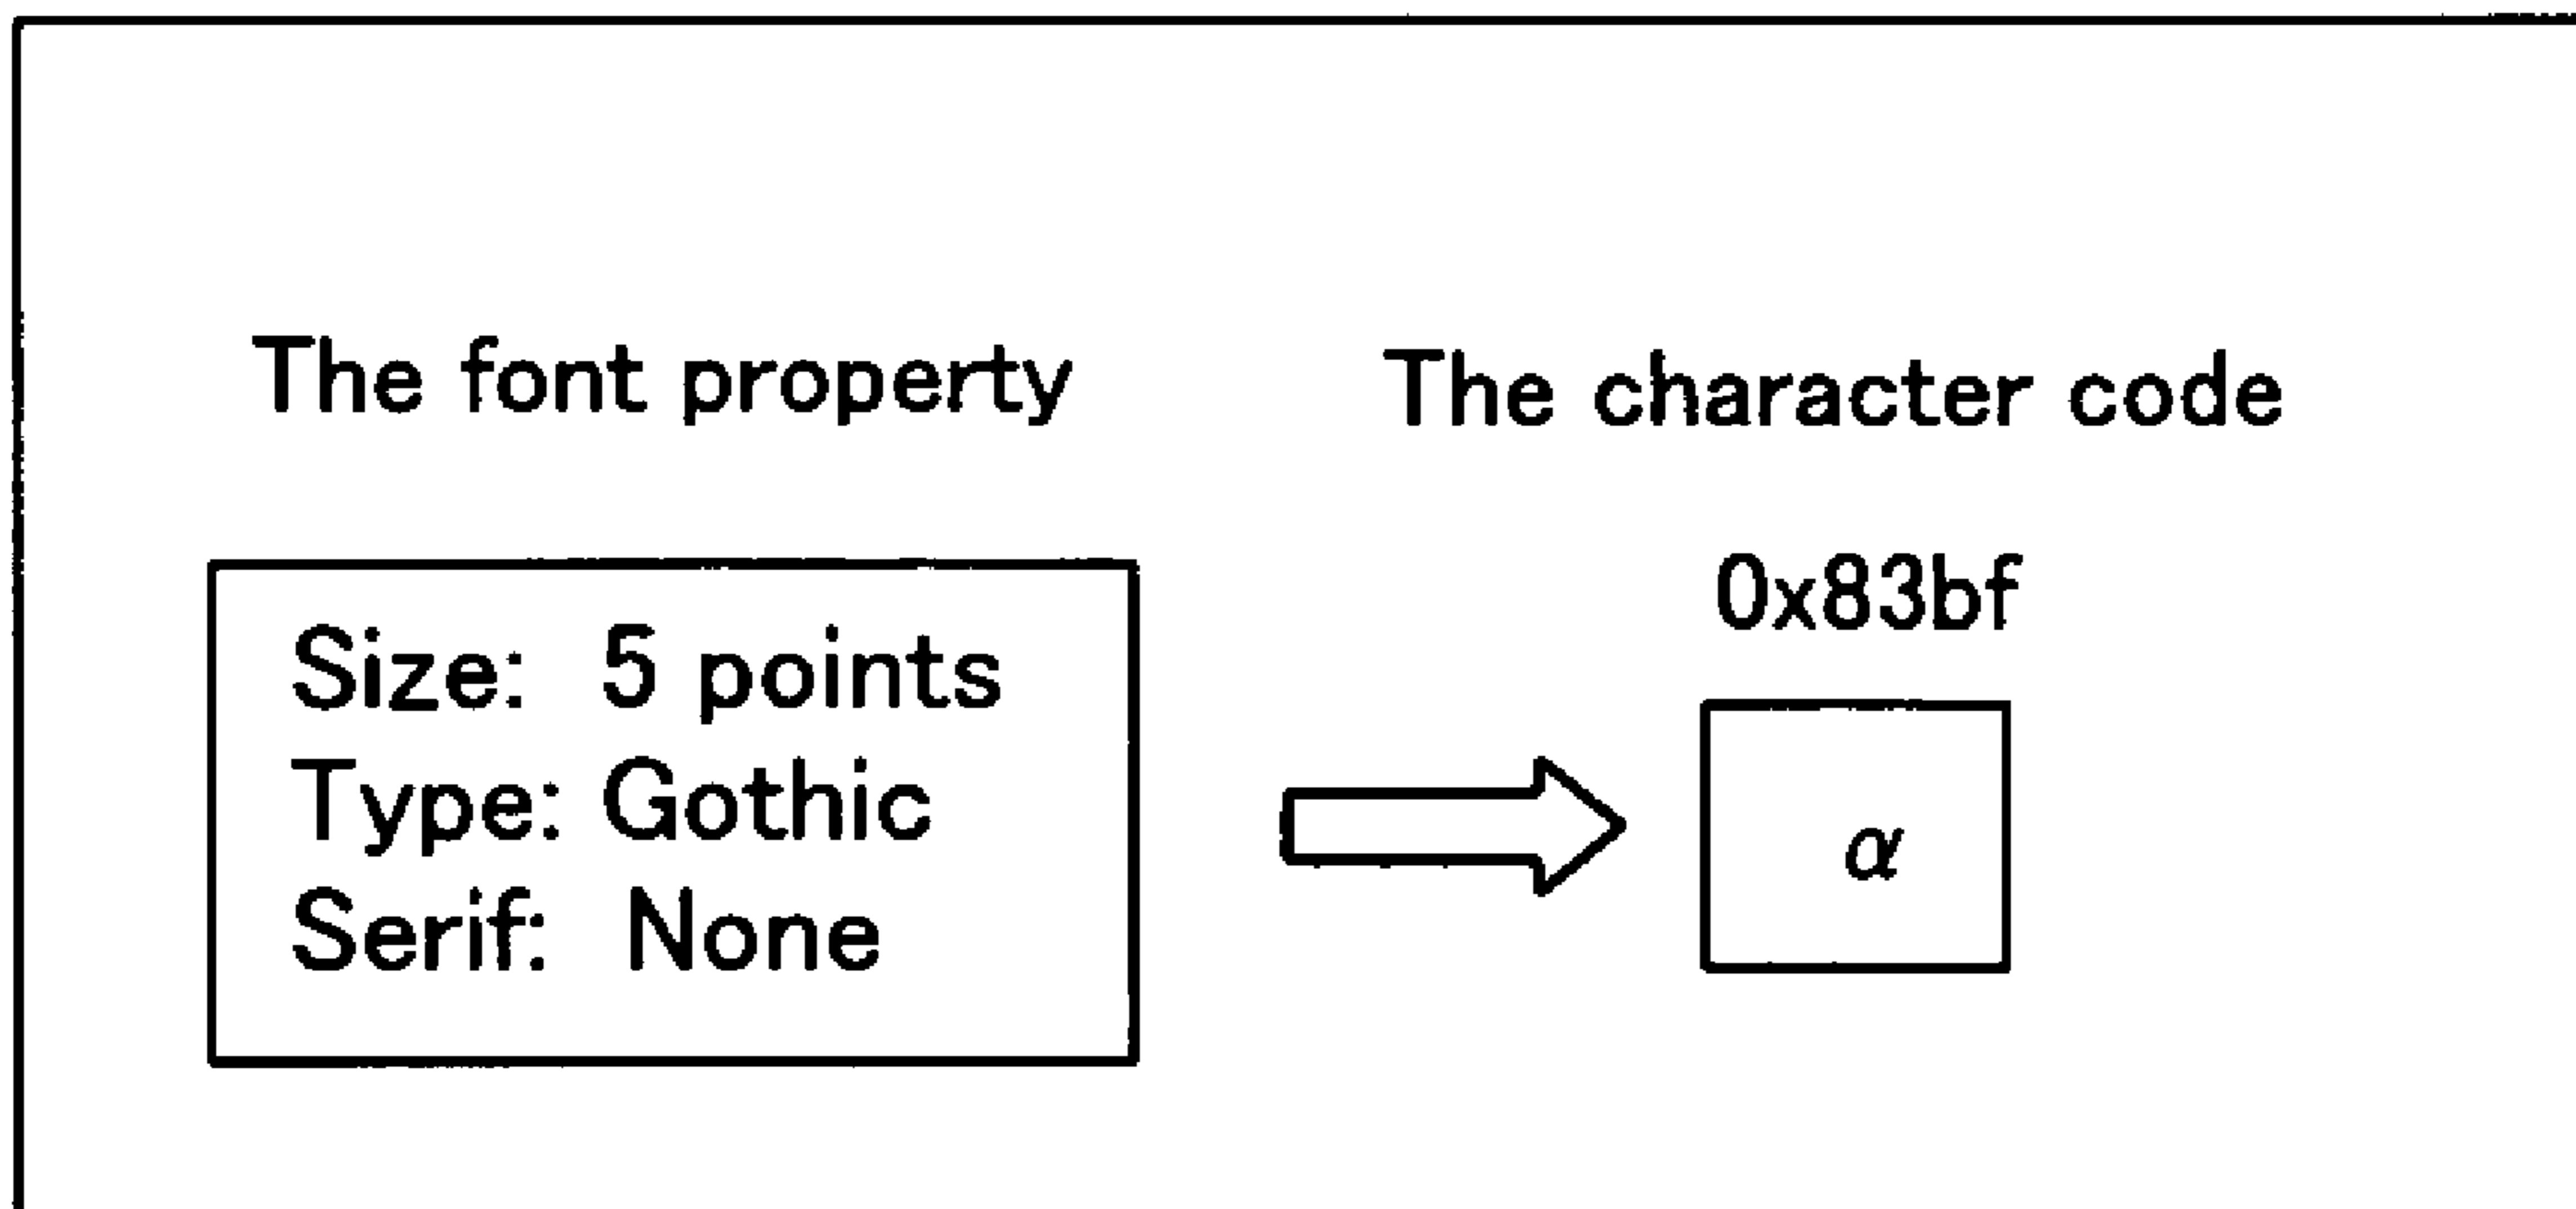 The font property
The character code
Size: 5 points
Type: Gothic
Serif: None
0x83bf
α